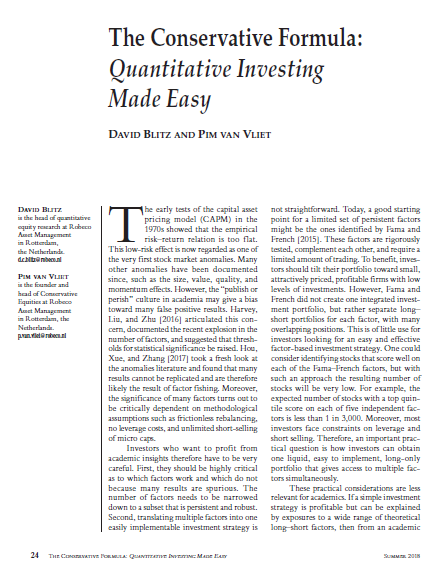 The Conservative Formula:
Quantitative Investing
Made Easy
DAVID BLITZ AND PIM VAN VLIET
DAVID BLITZ
is the head of quantitative
equity research at Robeco
Asset Management
in Rotterdam,
the Netherlands.
d.c.blitz@robeco.nl
PIM VAN VLIET
is the founder and
head of Conservative
Equities at Robeco
Asset Management
in Rotterdam, the
Netherlands.
p.van.vliet@robeco.nl
The early tests of the capital asset
pricing model (CAPM) in the
1970s showed that the empirical
risk–return relation is too flat.
This low-risk effect is now regarded as one of
the very first stock market anomalies. Many
other anomalies have been documented
since, such as the size, value, quality, and
momentum effects. However, the “publish or
perish” culture in academia may give a bias
toward many false positive results. Harvey,
Liu, and Zhu [2016] articulated this con-
cern, documented the recent explosion in the
number of factors, and suggested that thresh-
olds for statistical significance be raised. Hou,
Xue, and Zhang [2017] took a fresh look at
the anomalies literature and found that many
results cannot be replicated and are therefore
likely the result of factor fishing. Moreover,
the significance of many factors turns out to
be critically dependent on methodological
assumptions such as frictionless rebalancing,
no leverage costs, and unlimited short-selling
of micro caps.
Investors who want to profit from
academic insights therefore have to be very
careful. First, they should be highly critical
as to which factors work and which do not
because many results are spurious. The
number of factors needs to be narrowed
down to a subset that is persistent and robust.
Second, translating multiple factors into one
easily implementable investment strategy is
not straightforward. Today, a good starting
point for a limited set of persistent factors
might be the ones identified by Fama and
French [2015]. These factors are rigorously
tested, complement each other, and require a
limited amount of trading. To benefit, inves-
tors should tilt their portfolio toward small,
attractively priced, profitable firms with low
levels of investments. However, Fama and
French did not create one integrated invest-
ment portfolio, but rather separate long–
short portfolios for each factor, with many
overlapping positions. This is of little use for
investors looking for an easy and effective
factor-based investment strategy. One could
consider identifying stocks that score well on
each of the Fama–French factors, but with
such an approach the resulting number of
stocks will be very low. For example, the
expected number of stocks with a top quin-
tile score on each of five independent fac-
tors is less than 1 in 3,000. Moreover, most
investors face constraints on leverage and
short selling. Therefore, an important prac-
tical question is how investors can obtain
one liquid, easy to implement, long-only
portfolio that gives access to multiple fac-
tors simultaneously.
These practical considerations are less
relevant for academics. If a simple investment
strategy is profitable but can be explained
by exposures to a wide range of theoretical
long–short factors, then from an academic
24 THE CONSERVATIVE FORMULA: QUANTITATIVE INVESTING MADE EASY SUMMER 2018